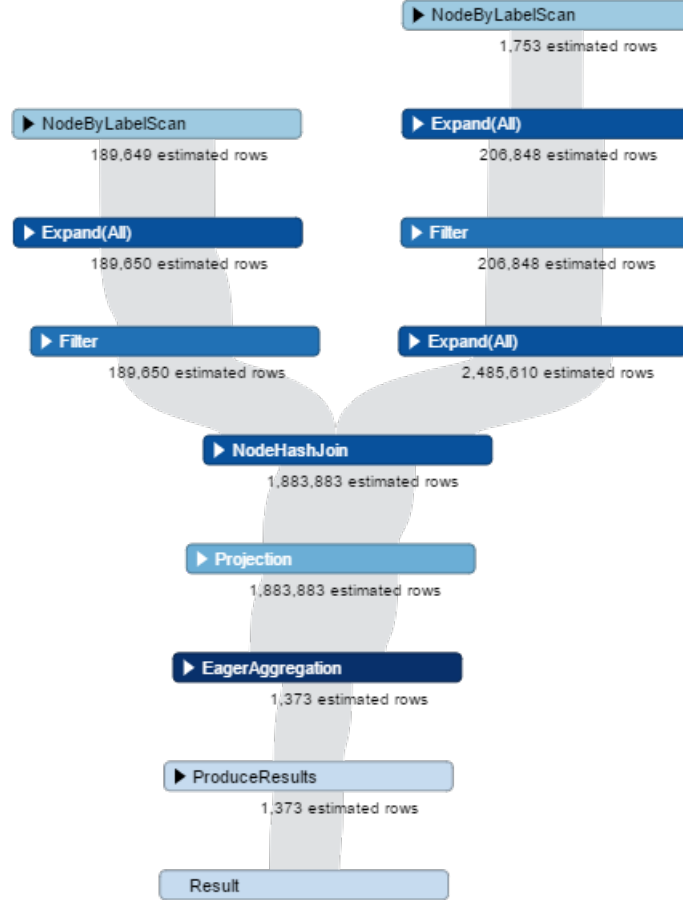 NodeByLabelScan
1,753 estimated rows
NodeByLabelScan
189,649 estimated rows
Expand(All)
206,848 estimated rows
Expand(All)
189,650 estimated rows
Filter
206,848 estimated rows
Filter
189,650 estimated rows
Expand(All)
2,485,610 estimated rows
NodeHashJoin
1,883,883 estimated rows
Projection
1,883,883 estimated rows
EagerAggregation
1,373 estimated rows
ProduceResults
1,373 estimated rows
Result